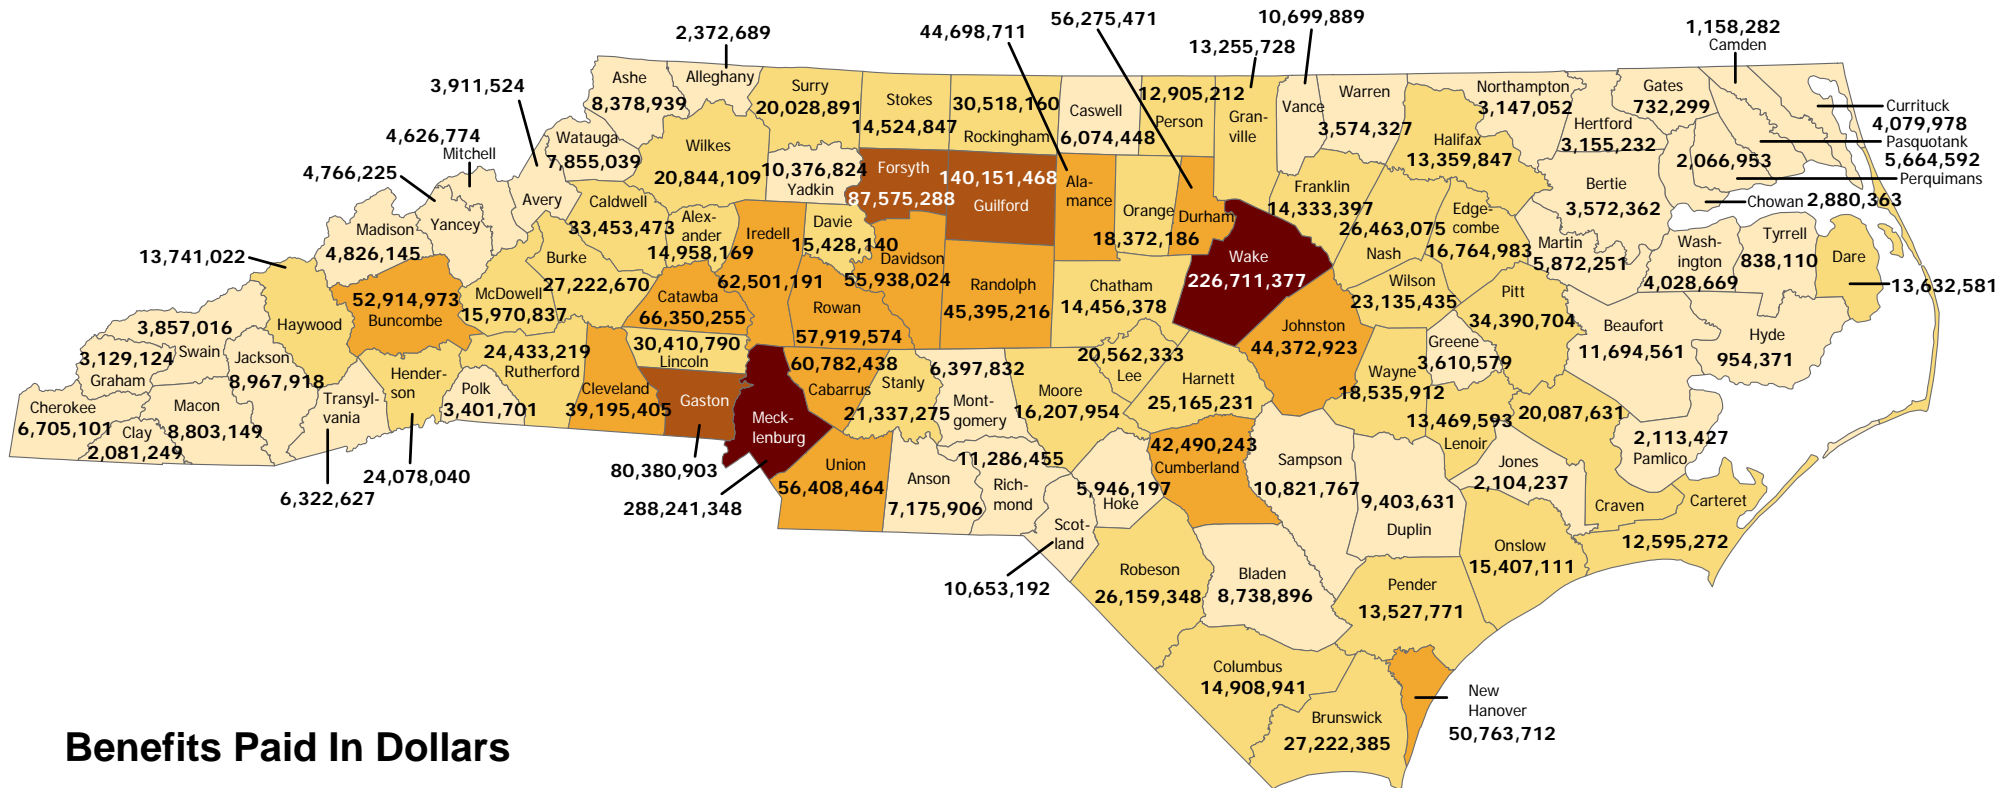 1,158,282
Camden
10,699,889
56,275,471
44,698,711
13,255,728
2,372,689
3,911,524
4,626,774
Mitchell
4,766,225
13,741,022
Ashe
8,378,939
Alleghany
Surry
20,028,891
Stokes
14,524,847
30,518,160
Rockingham
Caswell
6,074,448
12,905,212
Person
Gran-
ville
Vance
Warren
3,574,327
Northampton
3,147,052
Gates
732,299
Hertford
3,155,232
Halifax
13,359,847
Currituck
4,079,978
Pasquotank
5,664,592
Perquimans
2,066,953
Chowan 2,880,363
Bertie
3,572,362
Watauga
7,855,039
Wilkes
20,844,109
10,376,824
Yadkin
Forsyth
87,575,288
140,151,468
Guilford
Ala-
mance
Orange
18,372,186
Durham
Franklin
14,333,397
26,463,075
Nash
Edge-
combe
16,764,983
Martin
5,872,251
Wash-
ington
4,028,669
Tyrrell
838,110
Dare
13,632,581
Avery
Caldwell
33,453,473
Alex-
ander
14,958,169
Iredell
62,501,191
Davie
15,428,140
Davidson
55,938,024
Randolph
45,395,216
Chatham
14,456,378
Wake
226,711,377
Wilson
23,135,435
Pitt
34,390,704
Beaufort
11,694,561
Hyde
954,371
Madison
4,826,145
Yancey
Burke
27,222,670
McDowell
15,970,837
52,914,973
Buncombe
Haywood
Catawba
66,350,255
Rowan
57,919,574
Johnston
44,372,923
Greene
3,610,579
Wayne
18,535,912
3,857,016
Swain
3,129,124
Graham
Jackson
8,967,918
Cherokee
6,705,101
Clay
2,081,249
Macon
8,803,149
Transyl-
vania
6,322,627
Hender-
son
24,078,040
Polk
3,401,701
24,433,219
Rutherford
Cleveland
39,195,405
30,410,790
Lincoln
Gaston
80,380,903
Meck-
lenburg
288,241,348
60,782,438
Cabarrus
Stanly
21,337,275
6,397,832
Mont-
gomery
Moore
16,207,954
20,562,333
Lee
Harnett
25,165,231
13,469,593
Lenoir
20,087,631
Craven
2,113,427
Pamlico
Jones
2,104,237
Carteret
12,595,272
Union
56,408,464
Anson
7,175,906
11,286,455
Rich-
mond
Scot-
land
10,653,192
5,946,197
Hoke
42,490,243
Cumberland
Sampson
10,821,767
9,403,631
Duplin
Onslow
15,407,111
Robeson
26,159,348
Bladen
8,738,896
Pender
13,527,771
Columbus
14,908,941
Brunswick
27,222,385
New
Hanover
50,763,712
Benefits Paid In Dollars